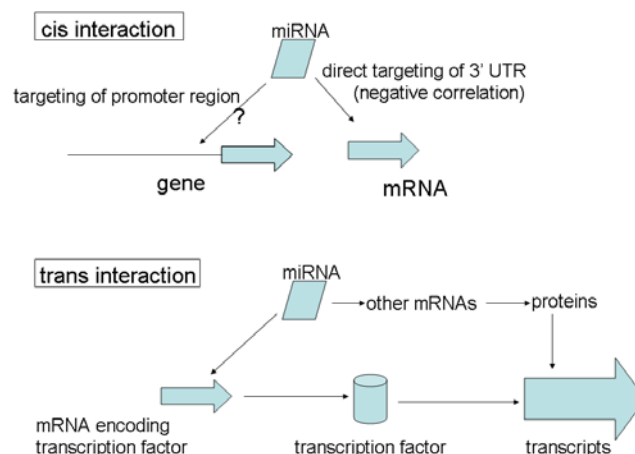 cis interaction
miRNA
targeting of promoter region
direct targeting of 3' UTR
(negative correlation)
?
gene
mRNA
trans interaction
miRNA
other mRNAs
proteins
mRNA encoding
transcription factor
transcription factor
transcripts